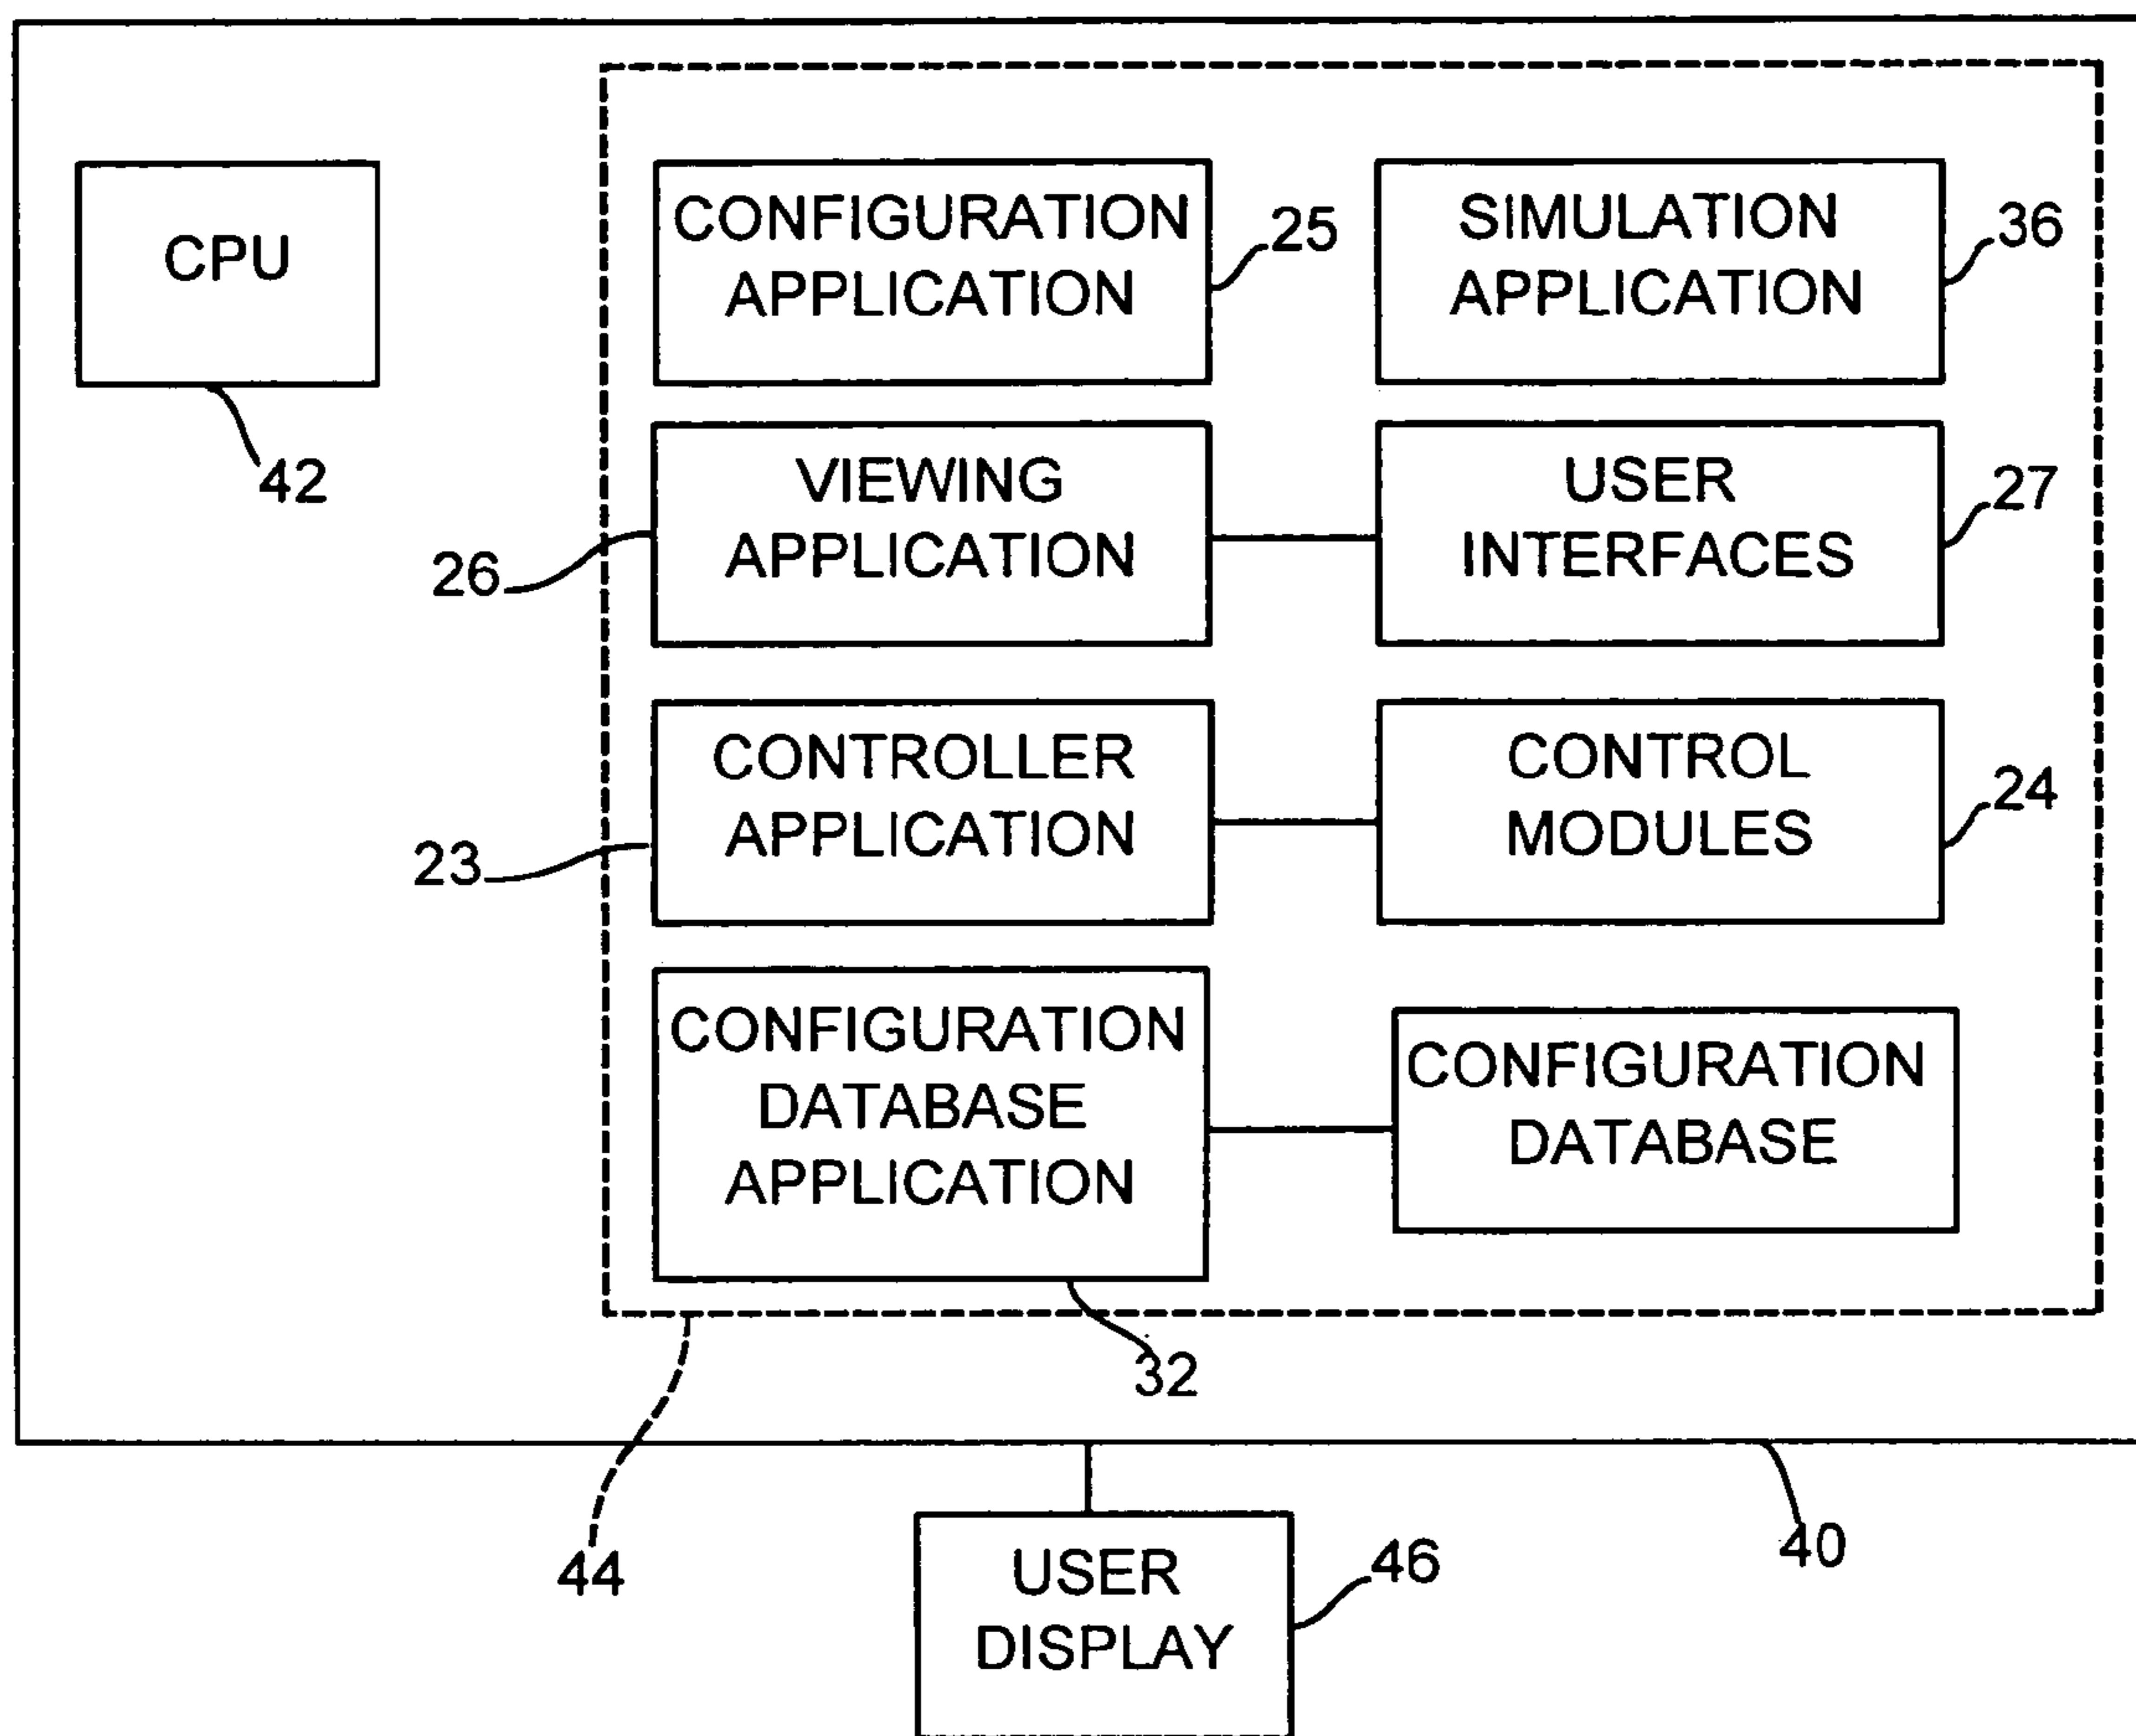 CPU
42
CONFIGURATION
APPLICATION
25
SIMULATION
APPLICATION
36
VIEWING
APPLICATION
26
USER
INTERFACES
27
CONTROLLER
APPLICATION
23
CONTROL
MODULES
24
CONFIGURATION
DATABASE
APPLICATION
32
CONFIGURATION
DATABASE
44
40
USER
DISPLAY
46